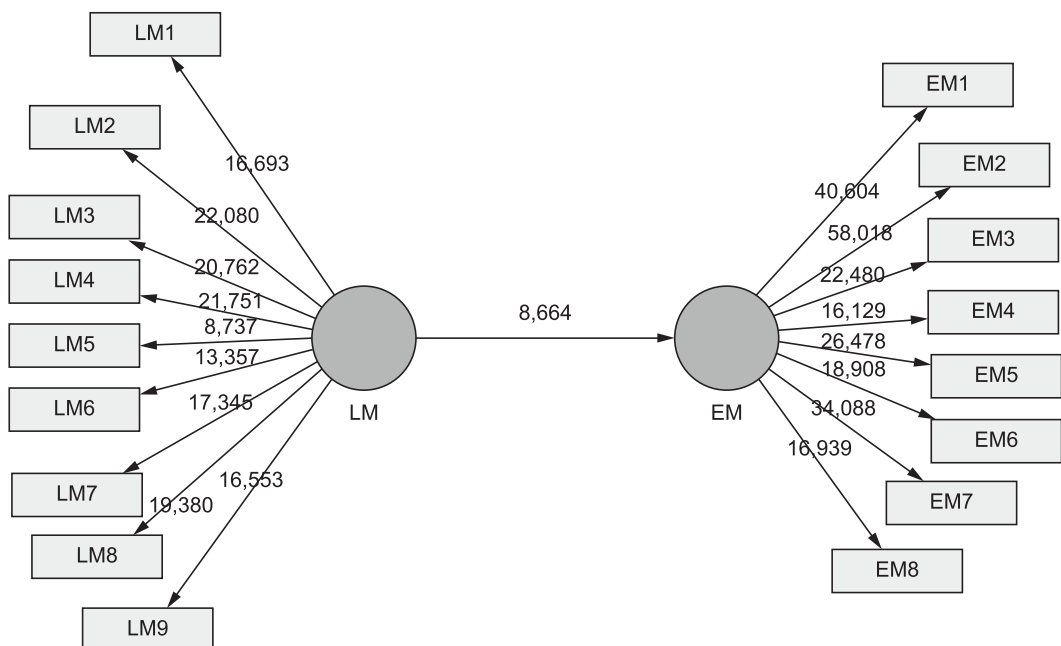 LM1
LM2
LM3
LM4
LM5
LM6
LM7
LM8
LM9
16,693
22,080
20,762
21,751
8,737
13,357
17,345
19,380
16,553
LM
8,664
EM
40,604
58,018
22,480
16,129
26,478
18,908
34,088
16,939
EM1
EM2
EM3
EM4
EM5
EM6
EM7
EM8